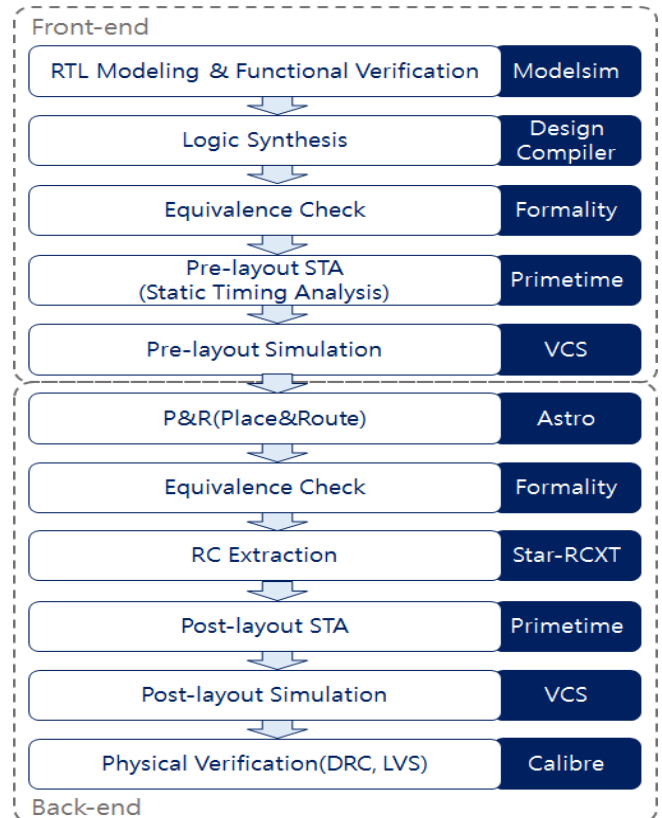 Front-end
RTL Modeling & Functional Verification
Modelsim
Logic Synthesis
Design
Compiler
Equivalence Check
Formality
Pre-layout STA
(Static Timing Analysis)
Primetime
Pre-layout Simulation
VCS
P&R(Place&Route)
Astro
Equivalence Check
Formality
RC Extraction
Star-RCXT
Post-layout STA
Primetime
Post-layout Simulation
VCS
Physical Verification(DRC, LVS)
Calibre
Back-end